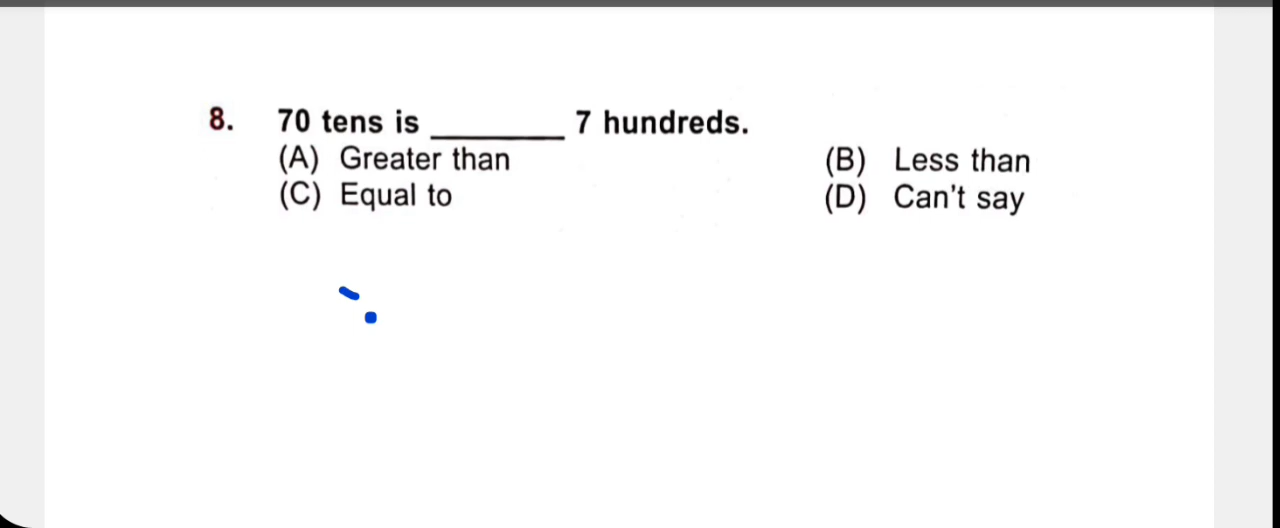 8. 70 tens is ________ 7 hundreds.
(A) Greater than (B) Less than
(C) Equal to (D) Can't say